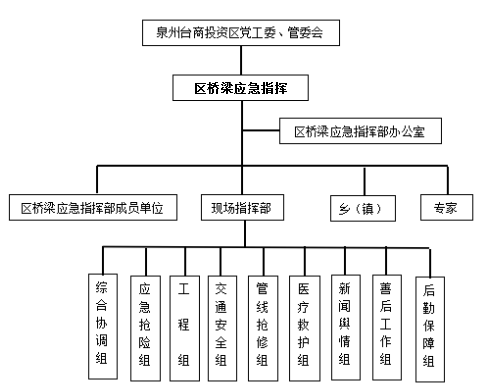 泉州台商投资区党工委、管委会
区桥梁应急指挥
区桥梁应急指挥部办公室
区桥梁应急指挥部成员单位
现场指挥部
乡（镇）
专家
综合协调组
应急抢险组
工程组
交通安全组
管线抢修组
医疗救护组
新闻舆情组
善后工作组
后勤保障组